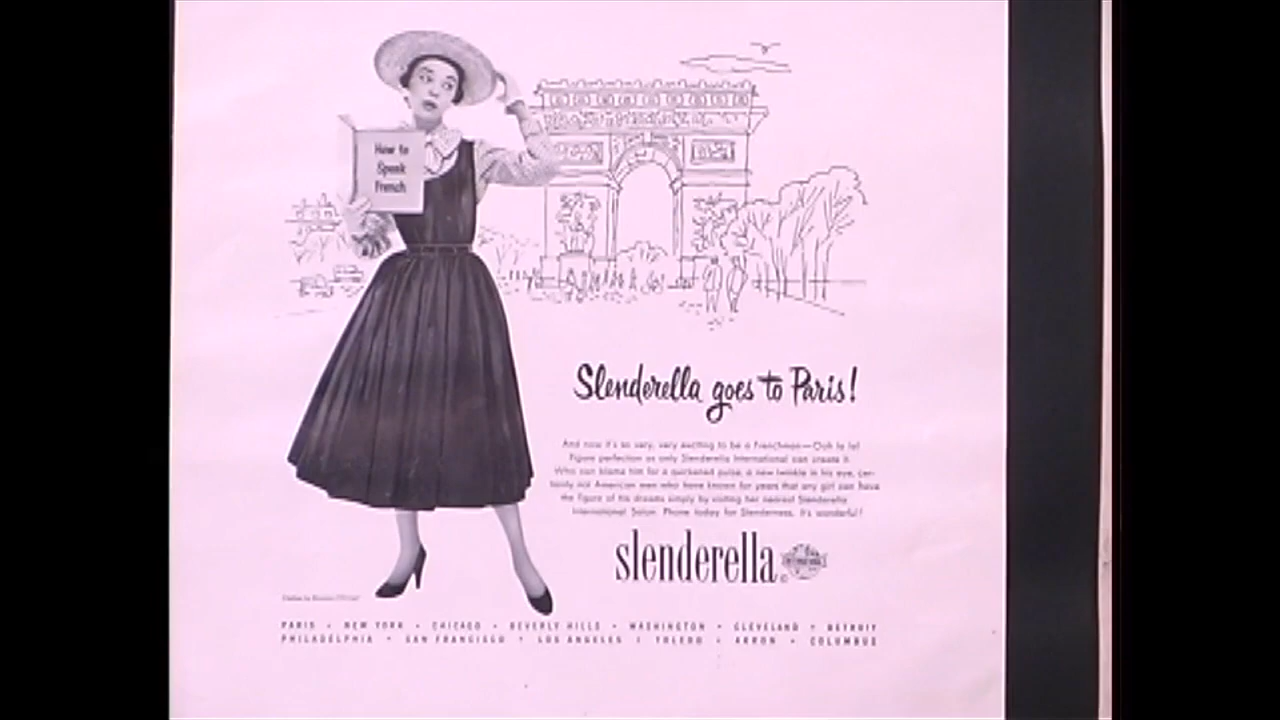 How to
Speak
French
Slenderella goes to Paris!
And now it's so very, very exciting to be a Frenchman—Ooh la la!
Figure perfection as only Slenderella International can create it.
Who can blame him for a quickened pulse, a new twinkle in his eye, cer-
tainly not American men who have known for years that any girl can have
the figure of his dreams simply by visiting her nearest Slenderella
International Salon. Phone today for Slenderness. It's wonderful!
slenderella
PARIS • NEW YORK • CHICAGO • BEVERLY HILLS • WASHINGTON • CLEVELAND • DETROIT
PHILADELPHIA • SAN FRANCISCO • LOS ANGELES • TOLEDO • AKRON • COLUMBUS